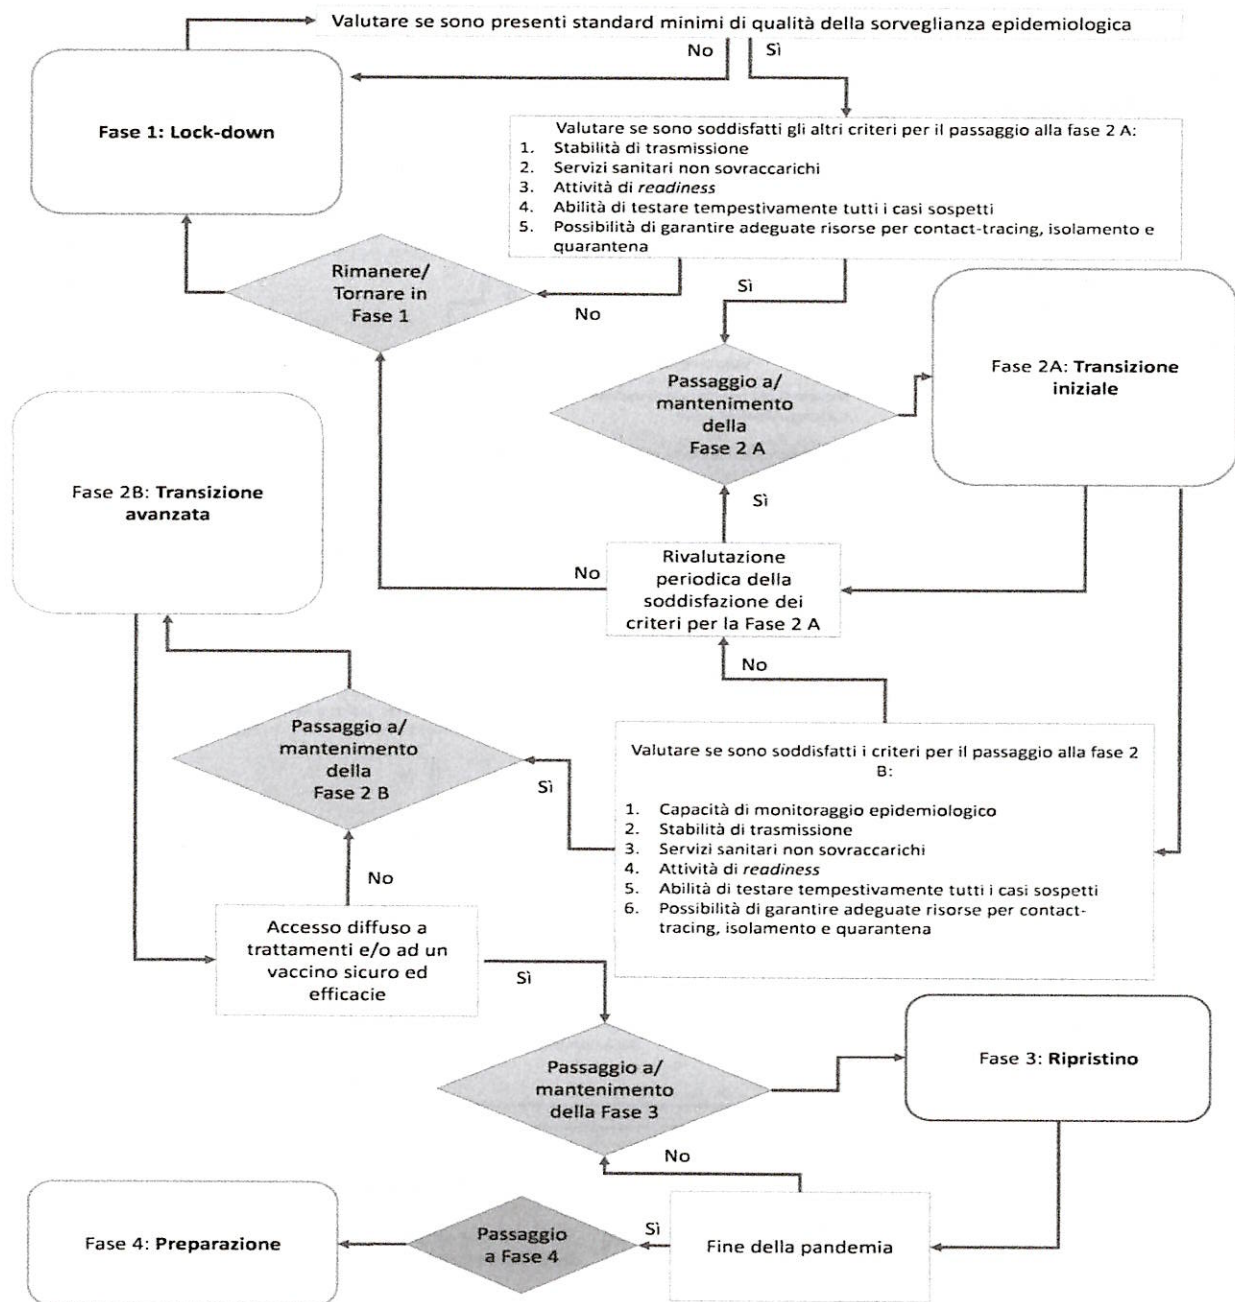 Valutare se sono presenti standard minimi di qualità della sorveglianza epidemiologica
No
Sì
Fase 1: Lock-down
Valutare se sono soddisfatti gli altri criteri per il passaggio alla fase 2 A:
1. Stabilità di trasmissione
2. Servizi sanitari non sovraccarichi
3. Attività di readiness
4. Abilità di testare tempestivamente tutti i casi sospetti
5. Possibilità di garantire adeguate risorse per contact-tracing, isolamento e
quarantena
Rimanere/
Tornare in
Fase 1
No
Sì
Passaggio a/
mantenimento
della
Fase 2 A
Fase 2A: Transizione
iniziale
Fase 2B: Transizione
avanzata
Sì
No
Rivalutazione
periodica della
soddisfazione dei
criteri per la Fase 2 A
No
Passaggio a/
mantenimento
della
Fase 2 B
Sì
Valutare se sono soddisfatti i criteri per il passaggio alla fase 2
B:
1. Capacità di monitoraggio epidemiologico
2. Stabilità di trasmissione
3. Servizi sanitari non sovraccarichi
4. Attività di readiness
5. Abilità di testare tempestivamente tutti i casi sospetti
6. Possibilità di garantire adeguate risorse per contact-
tracing, isolamento e quarantena
No
Accesso diffuso a
trattamenti e/o ad un
vaccino sicuro ed
efficacie
Sì
Passaggio a/
mantenimento
della Fase 3
Fase 3: Ripristino
No
Fase 4: Preparazione
Passaggio
a Fase 4
Sì
Fine della pandemia